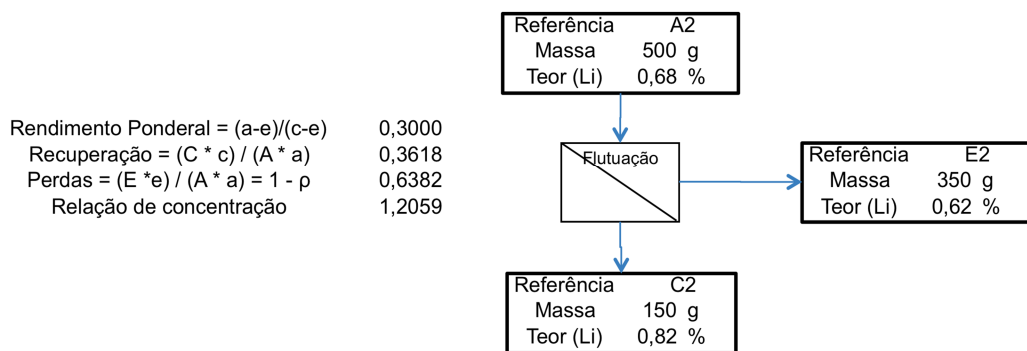 Referência A2
Massa 500 g
Teor (Li) 0,68 %
Rendimento Ponderal = (a-e)/(c-e) 0,3000
Recuperação = (C * c) / (A * a) 0,3618
Perdas = (E *e) / (A * a) = 1 - ρ 0,6382
Relação de concentração 1,2059
Flutuação
Referência E2
Massa 350 g
Teor (Li) 0,62 %
Referência C2
Massa 150 g
Teor (Li) 0,82 %